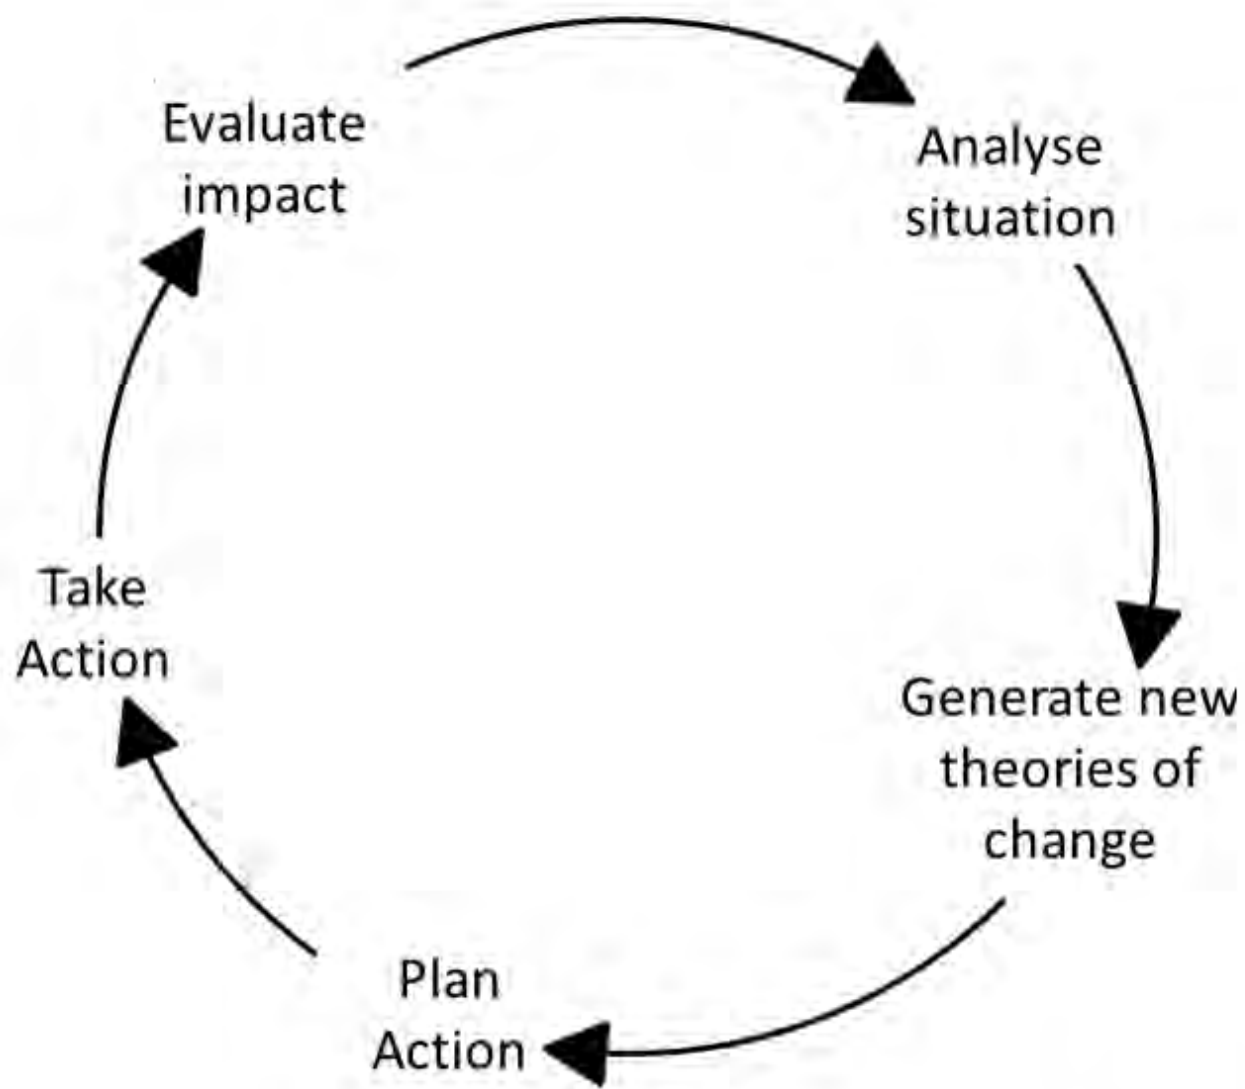 Evaluate
impact
Analyse
situation
Generate new
theories of
change
Plan
Action
Take
Action